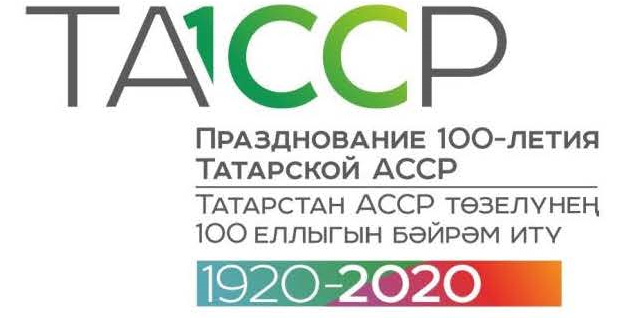 ТА1ССР
Празднование 100-летия
Татарской АССР
Татарстан АССР төзелүнең
100 еллыгын бәйрәм итү
1920-2020